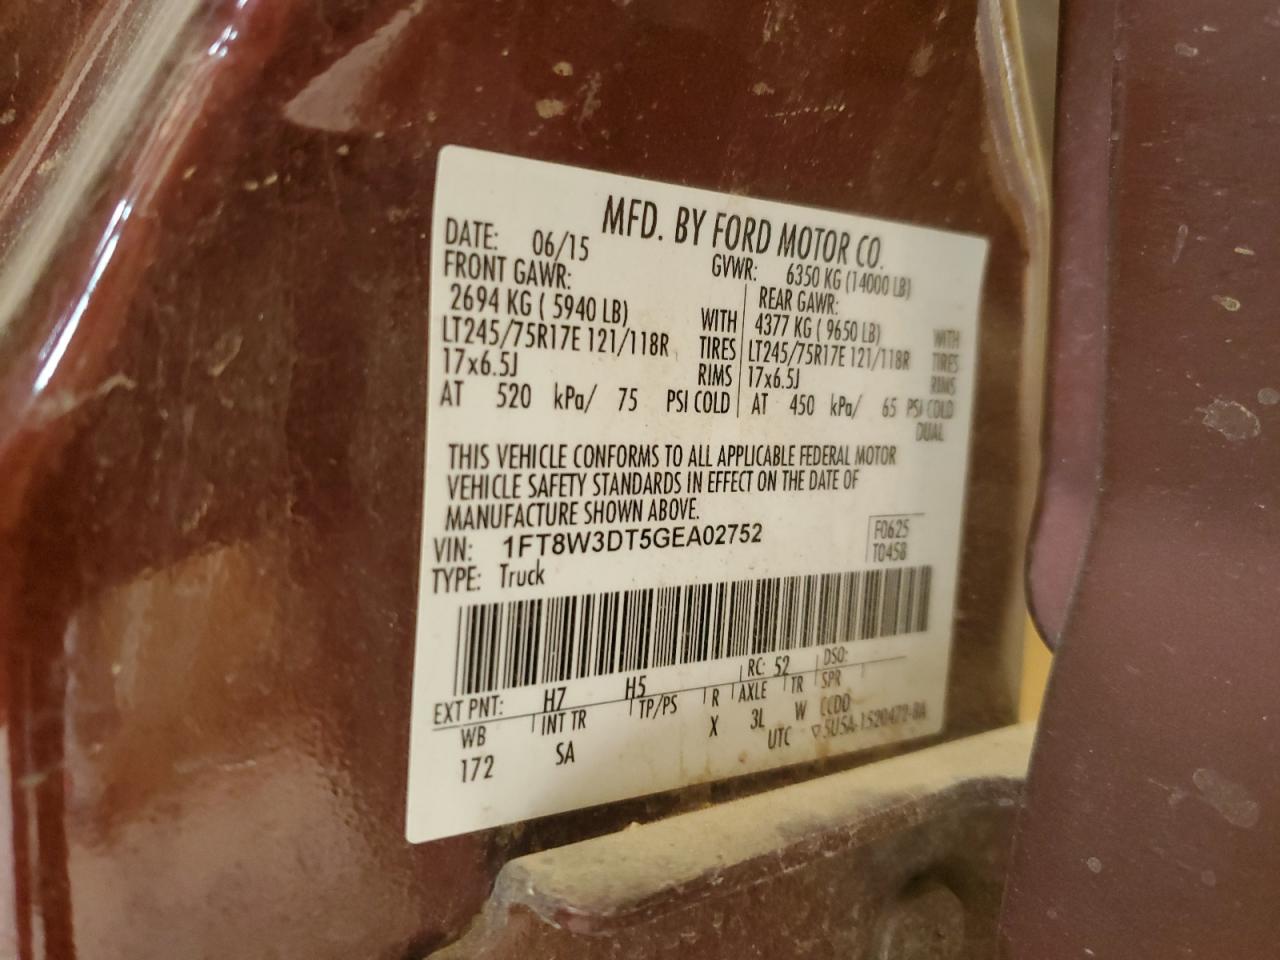 MFD. BY FORD MOTOR CO.
DATE: 06/15 GVWR: 6350 KG (14000 LB)
FRONT GAWR: REAR GAWR:
2694 KG ( 5940 LB) WITH 4377 KG ( 9650 LB) WITH
LT245/75R17E 121/118R TIRES LT245/75R17E 121/118R TIRES
17x6.5J RIMS 17x6.5J RIMS
AT 520 kPa/ 75 PSI COLD AT 450 kPa/ 65 PSI COLD
DUAL
THIS VEHICLE CONFORMS TO ALL APPLICABLE FEDERAL MOTOR
VEHICLE SAFETY STANDARDS IN EFFECT ON THE DATE OF
MANUFACTURE SHOWN ABOVE.
VIN: 1FT8W3DT5GEA02752 F0625
TYPE: Truck T0458
EXT PNT: H7 H5 RC: 52 DSO:
WB INT TR TP/PS R AXLE TR SPR
172 SA X 3L W CCDD
UTC